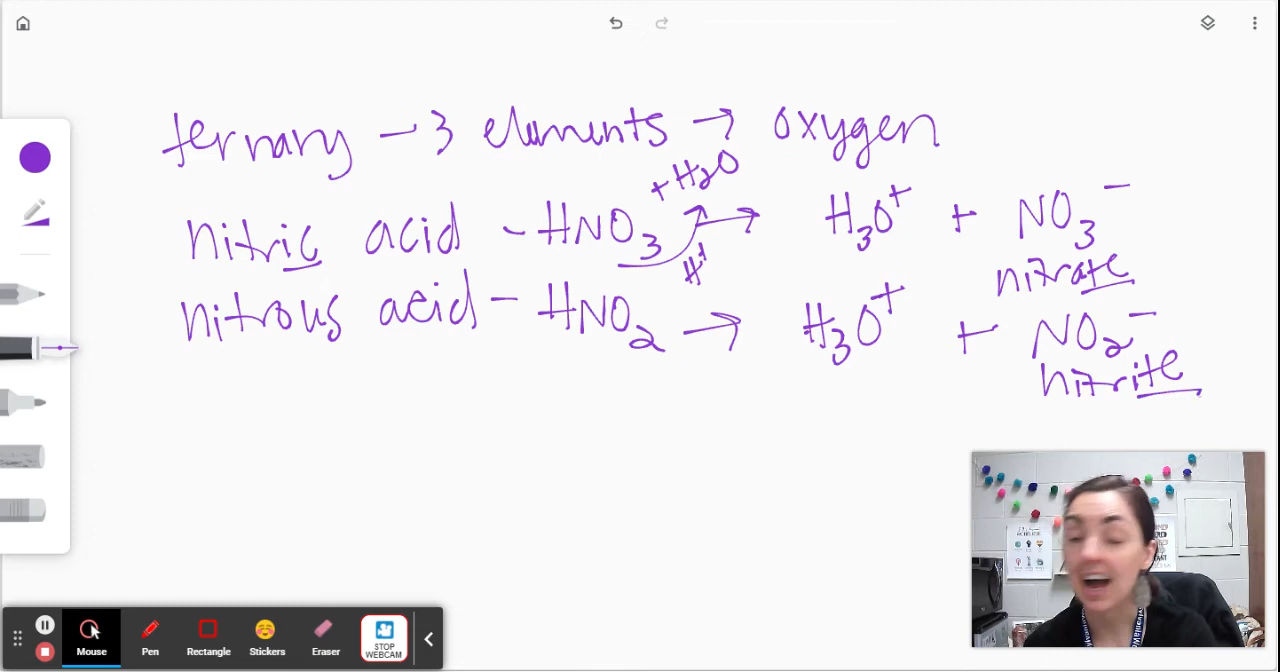 ternary - 3 elements → oxygen
+ H₂O
nitric acid - HNO₃ → H₃O⁺ + NO₃⁻
H⁺
nitrate
nitrous acid - HNO₂ → H₃O⁺ + NO₂⁻
nitrite
Mouse Pen Rectangle Stickers Eraser STOP WEBCAM